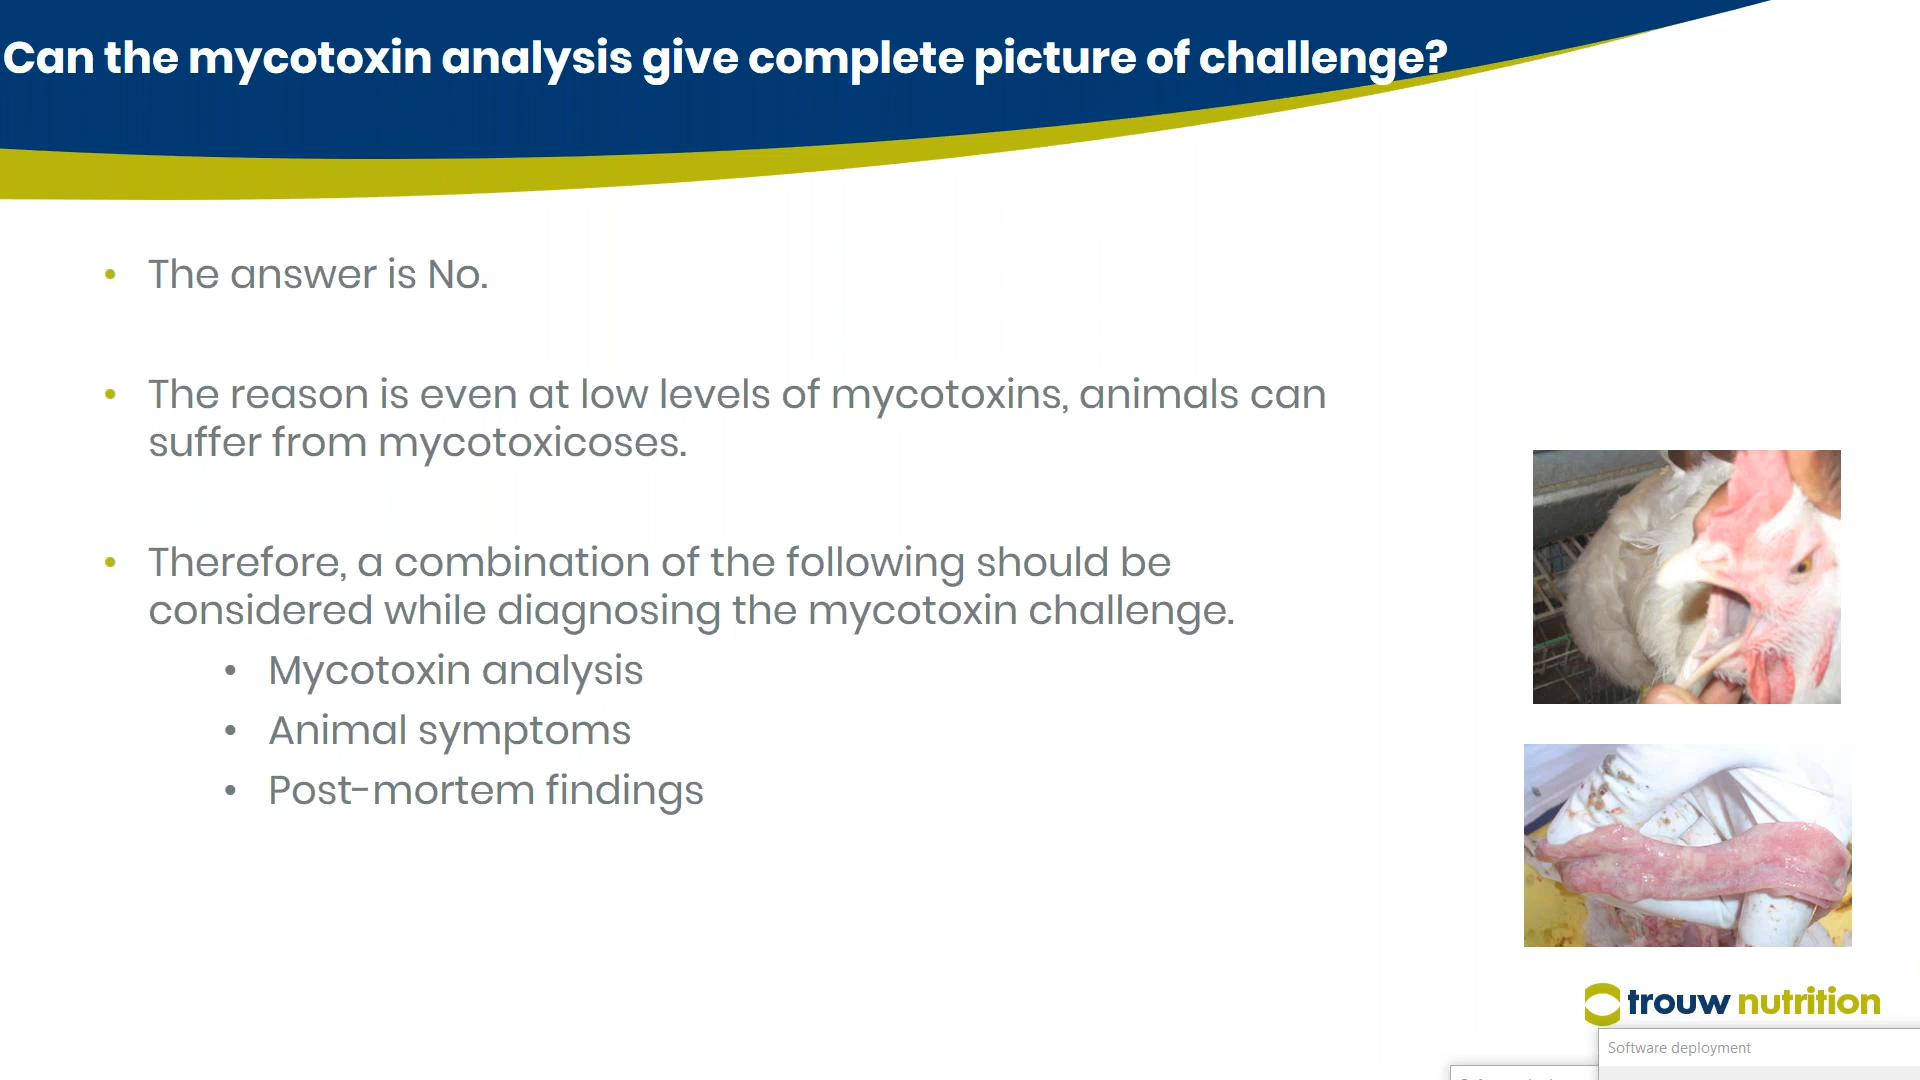 Can the mycotoxin analysis give complete picture of challenge?
• The answer is No.
• The reason is even at low levels of mycotoxins, animals can
suffer from mycotoxicoses.
• Therefore, a combination of the following should be
considered while diagnosing the mycotoxin challenge.
• Mycotoxin analysis
• Animal symptoms
• Post-mortem findings
trouw nutrition
Software deployment